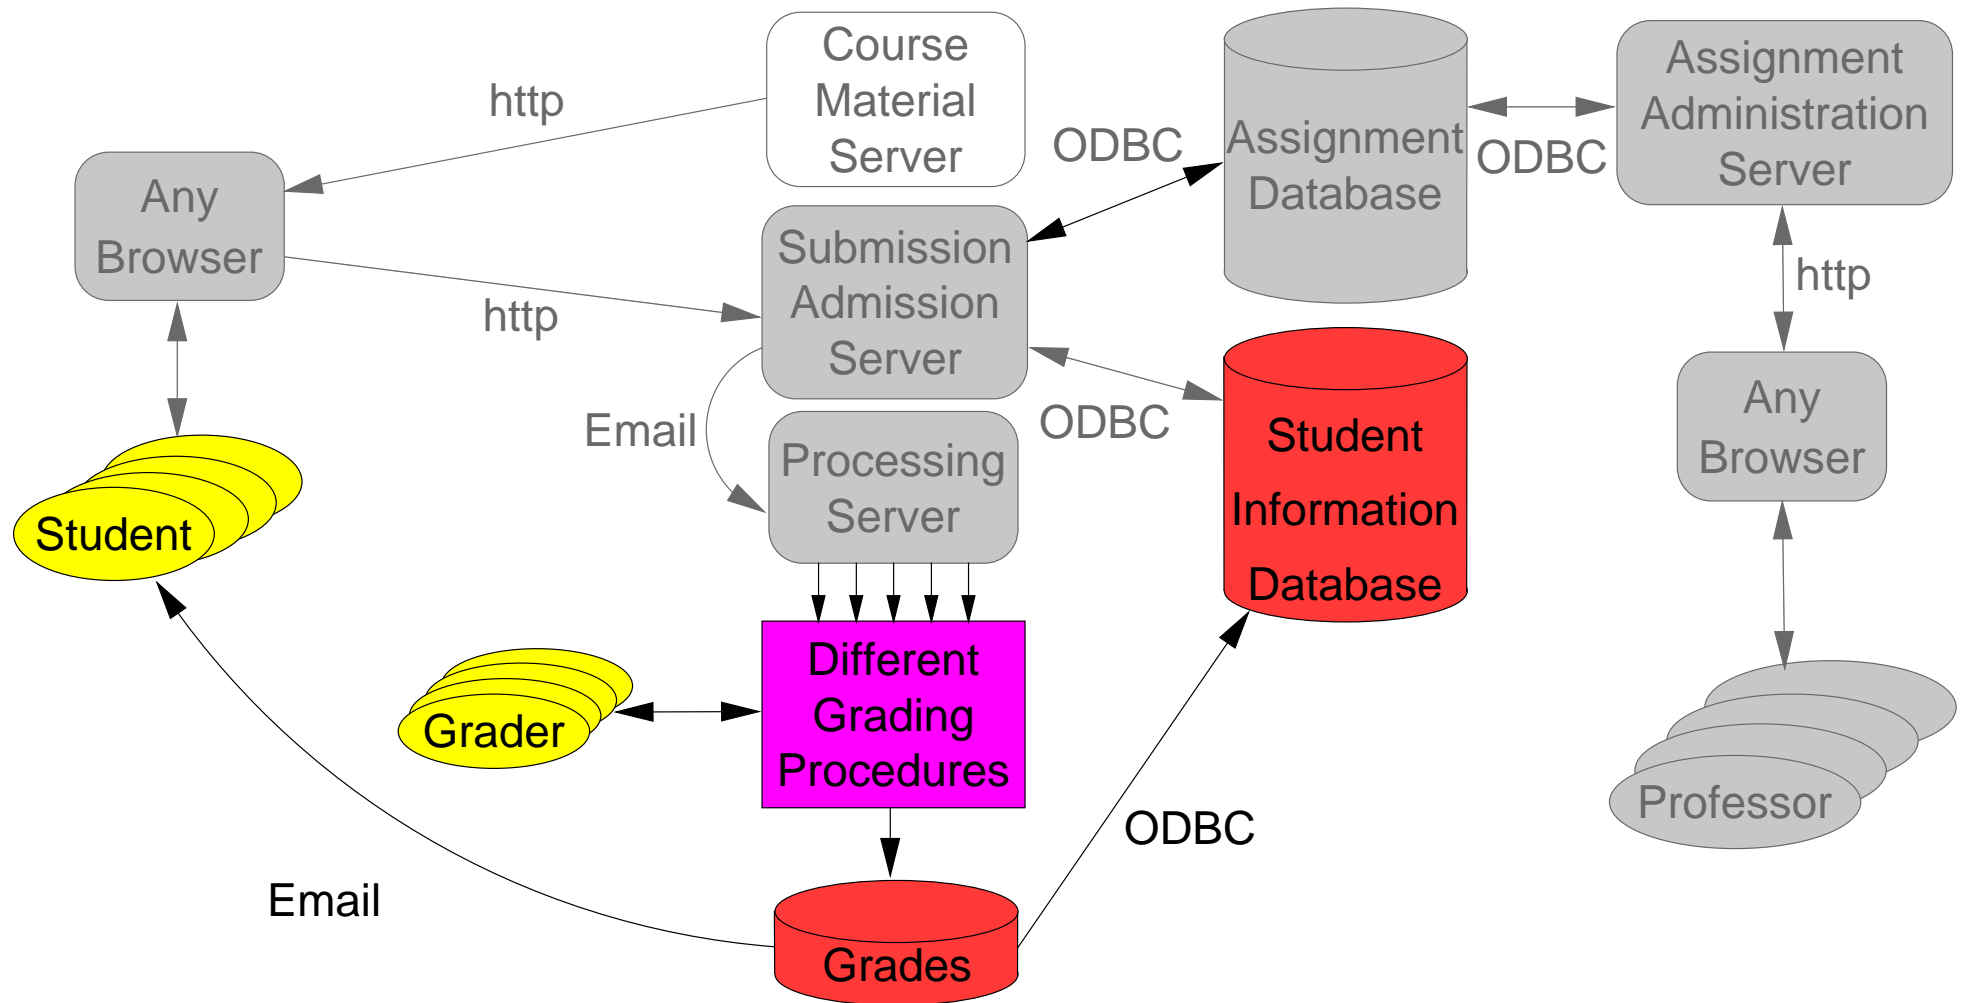 Course
Material
Server
http
Any
Browser
http
Submission
Admission
Server
ODBC
Assignment
Database
ODBC
Assignment
Administration
Server
http
Any
Browser
Professor
Email
Processing
Server
ODBC
Student
Information
Database
Student
Grader
Different
Grading
Procedures
ODBC
Email
Grades